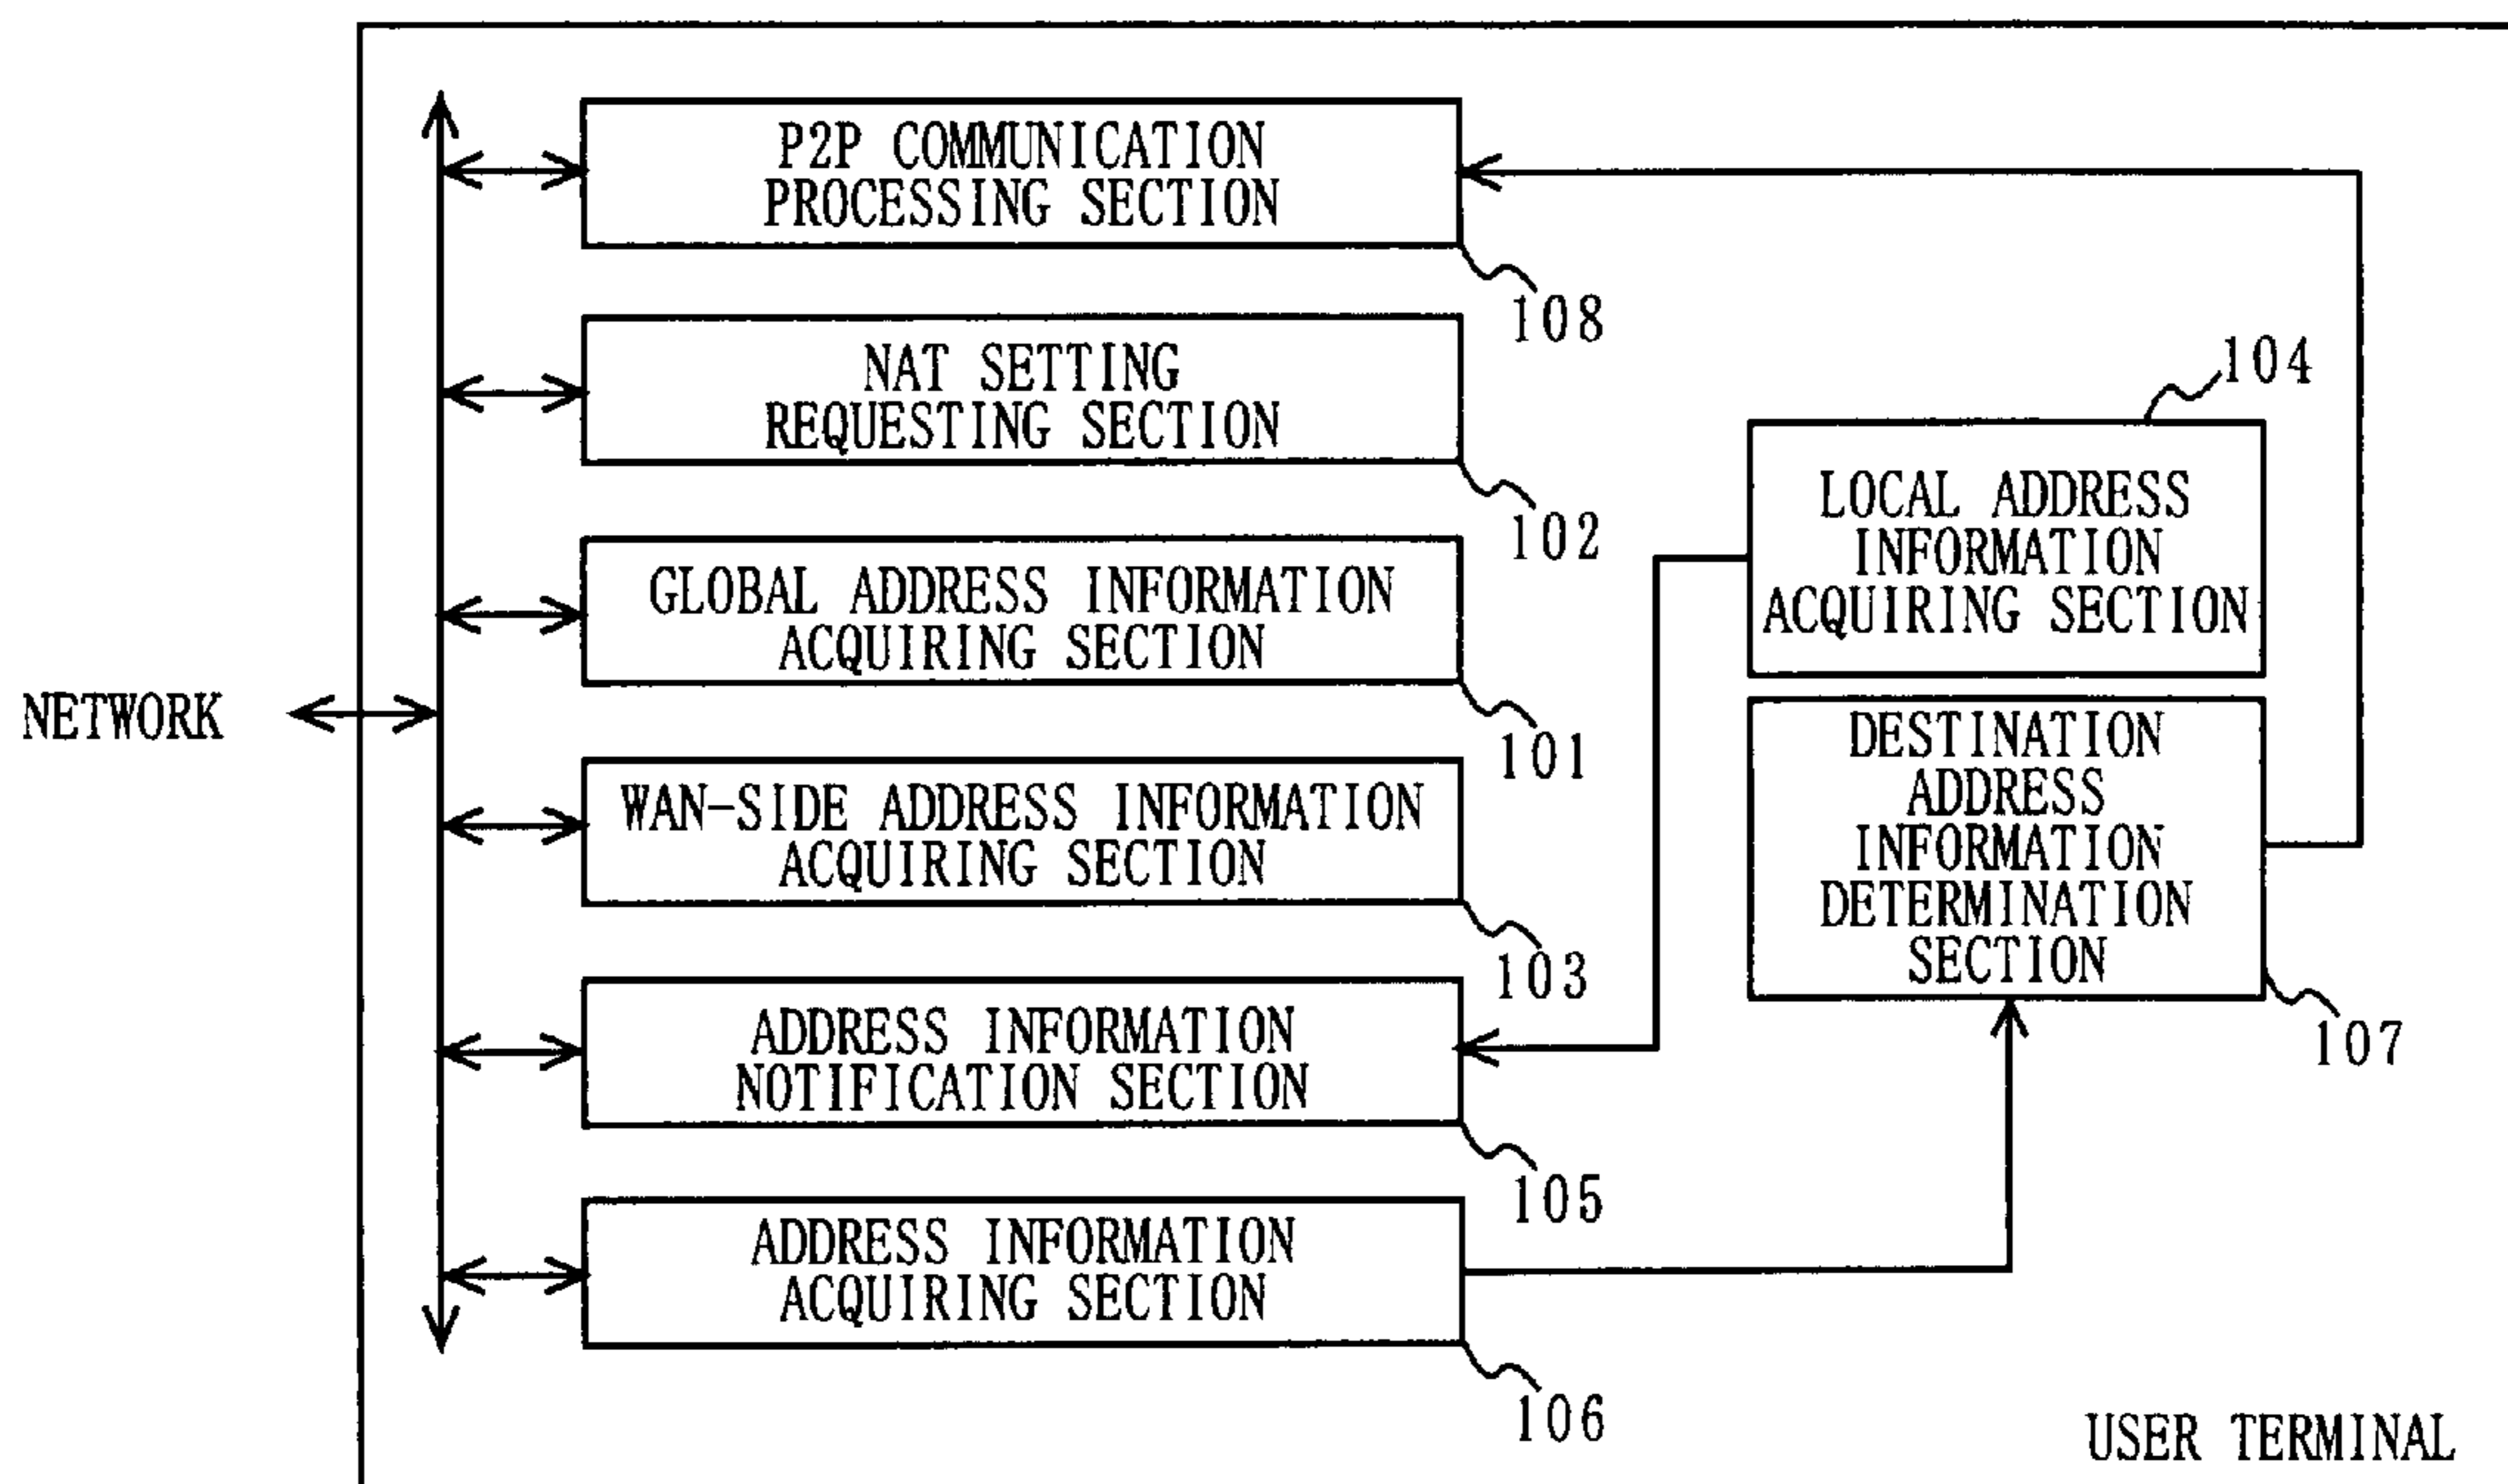 P2P COMMUNICATION
PROCESSING SECTION
108
NAT SETTING
REQUESTING SECTION
102
GLOBAL ADDRESS INFORMATION
ACQUIRING SECTION
101
NETWORK
WAN-SIDE ADDRESS INFORMATION
ACQUIRING SECTION
103
ADDRESS INFORMATION
NOTIFICATION SECTION
105
ADDRESS INFORMATION
ACQUIRING SECTION
106
104
LOCAL ADDRESS
INFORMATION
ACQUIRING SECTION
DESTINATION
ADDRESS
INFORMATION
DETERMINATION
SECTION
107
USER TERMINAL